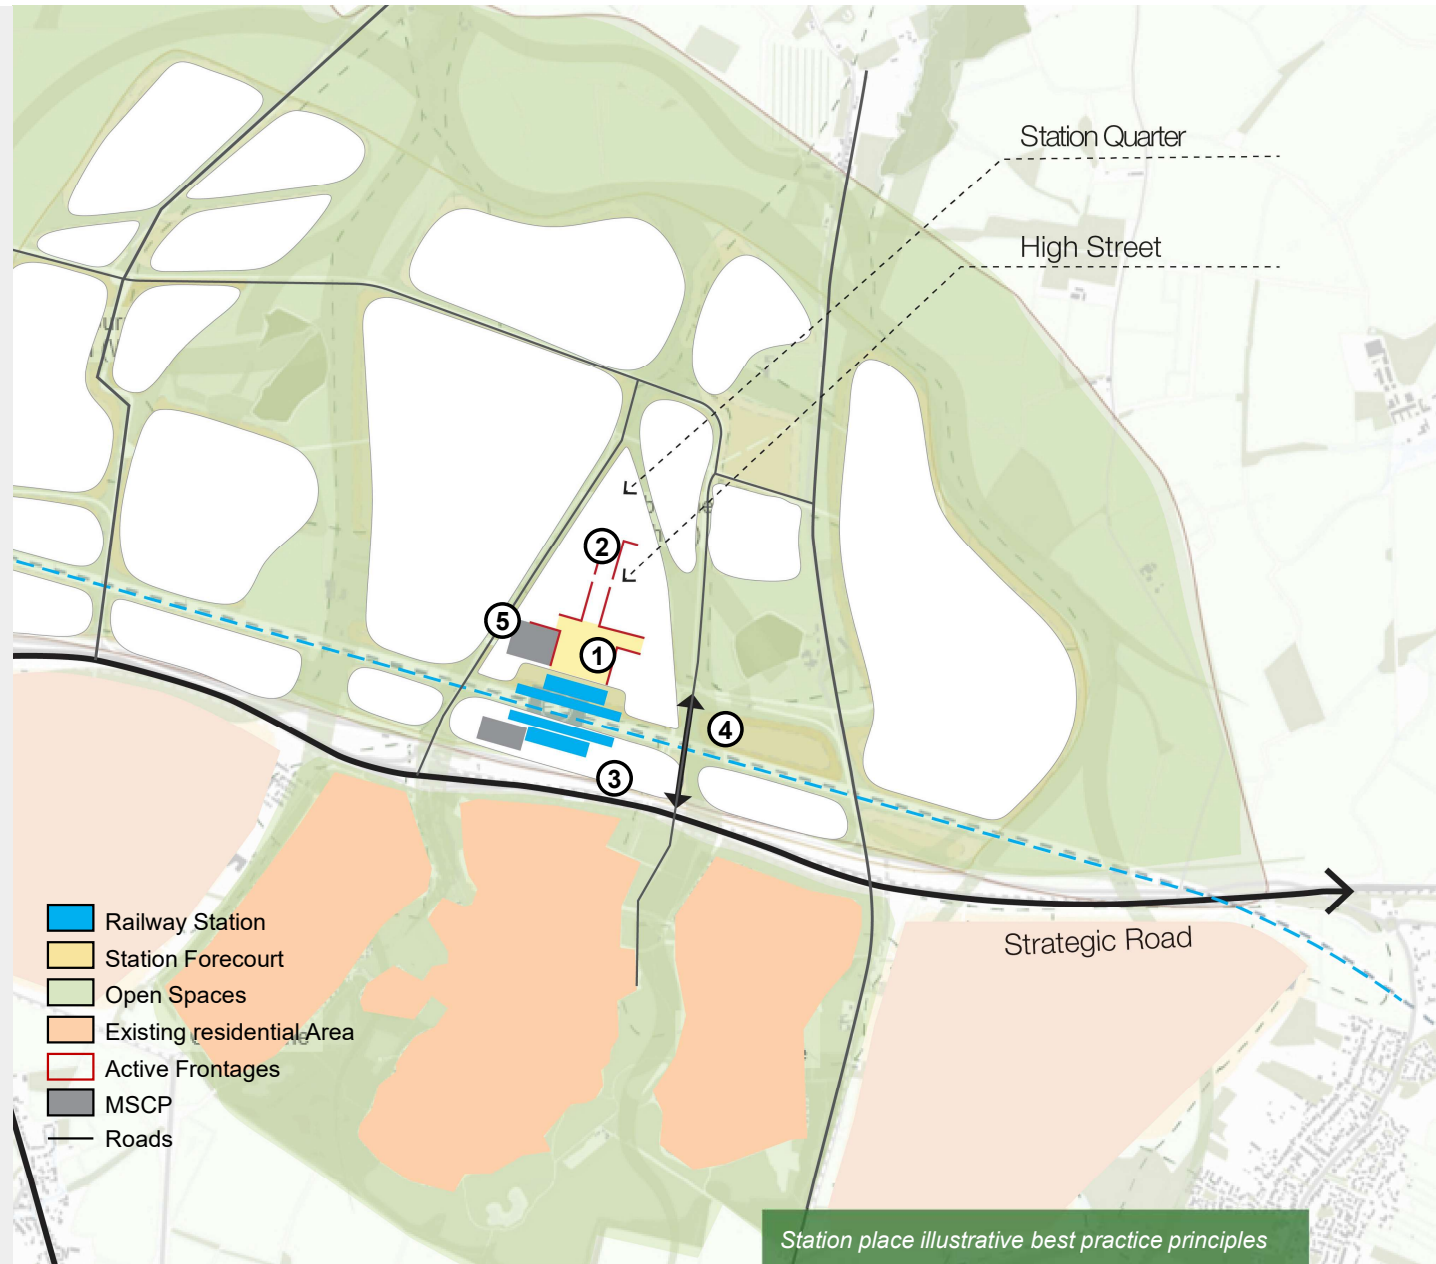 Station Quarter
High Street
2
5
1
4
3
Strategic Road
Railway Station
Station Forecourt
Open Spaces
Existing residential Area
Active Frontages
MSCP
Roads
Station place illustrative best practice principles